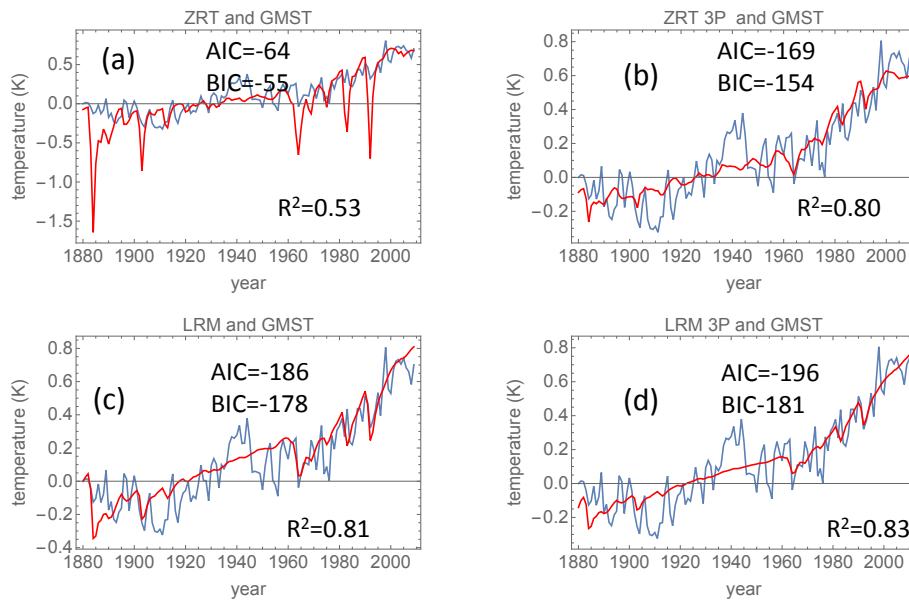 ZRT and GMST
(a)
AIC=-64
BIC=-55
R²=0.53
temperature (K)
0.5
0.0
−0.5
−1.0
−1.5
1880 1900 1920 1940 1960 1980 2000
year
ZRT 3P and GMST
AIC=-169
BIC=-154
(b)
R²=0.80
temperature (K)
0.8
0.6
0.4
0.2
0.0
−0.2
1880 1900 1920 1940 1960 1980 2000
year
LRM and GMST
AIC=-186
BIC=-178
(c)
R²=0.81
temperature (K)
0.8
0.6
0.4
0.2
0.0
−0.2
−0.4
1880 1900 1920 1940 1960 1980 2000
year
LRM 3P and GMST
AIC=-196
BIC-181
(d)
R²=0.83
temperature (K)
0.8
0.6
0.4
0.2
0.0
−0.2
1880 1900 1920 1940 1960 1980 2000
year